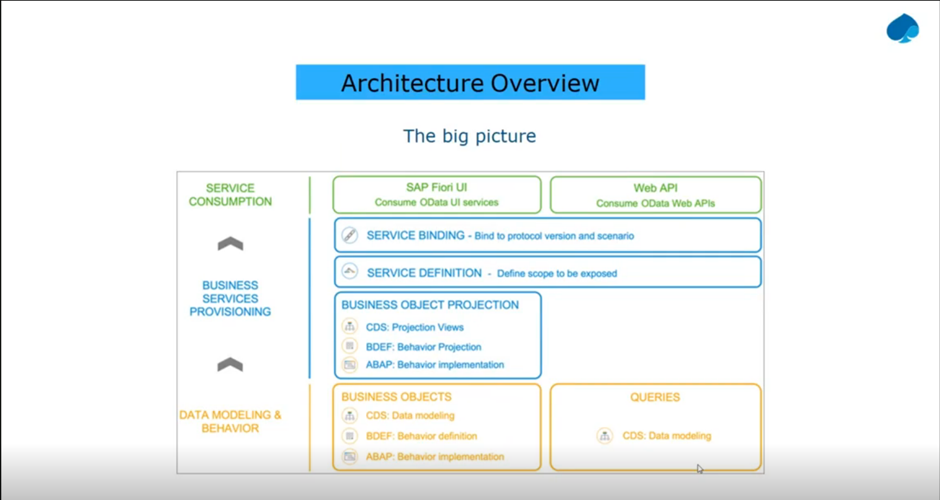 Architecture Overview
The big picture
SERVICE
CONSUMPTION
SAP Fiori UI
Consume OData UI services
Web API
Consume OData Web APIs
BUSINESS
SERVICES
PROVISIONING
SERVICE BINDING - Bind to protocol version and scenario
SERVICE DEFINITION - Define scope to be exposed
BUSINESS OBJECT PROJECTION
CDS: Projection Views
BDEF: Behavior Projection
ABAP: Behavior implementation
DATA MODELING &
BEHAVIOR
BUSINESS OBJECTS
CDS: Data modeling
BDEF: Behavior definition
ABAP: Behavior implementation
QUERIES
CDS: Data modeling